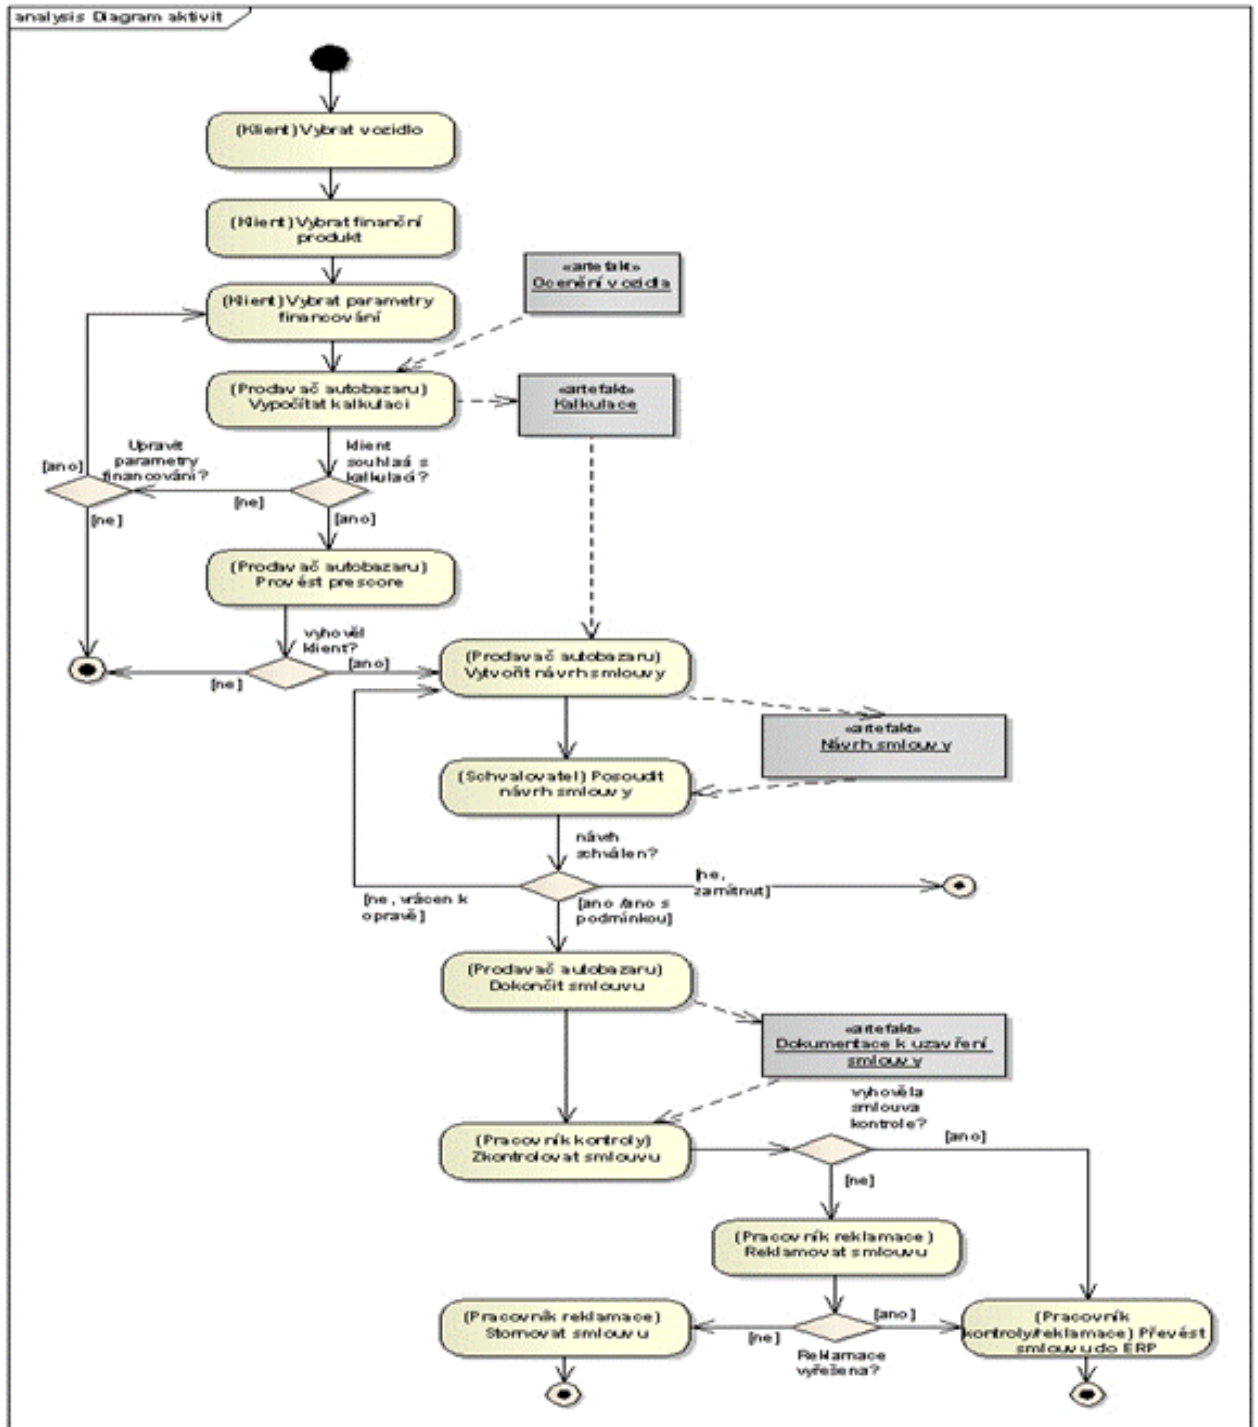 analysis Diagram aktivit
(Klient) Vybrat vozidlo
(Klient) Vybrat finanční
produkt
«artefakt»
Ocenění vozidla
(Klient) Vybrat parametry
financování
(Prodavač autobazaru)
Vypočítat kalkulaci
«artefakt»
Kalkulace
Upravit
parametry
financování?
klient
souhlasí s
kalkulací?
[ano]
[ne]
[ne]
[ano]
(Prodavač autobazaru)
Provést prescore
vyhověl
klient?
[ne]
[ano]
(Prodavač autobazaru)
Vytvořit návrh smlouvy
«artefakt»
Návrh smlouvy
(Schvalovatel) Posoudit
návrh smlouvy
návrh
schválen?
[ne, vrácen k
opravě]
[ano /ano s
podmínkou]
[ne,
zamítnut]
(Prodavač autobazaru)
Dokončit smlouvu
«artefakt»
Dokumentace k uzavření
smlouvy
vyhověla
smlouva
kontrole?
(Pracovník kontroly)
Zkontrolovat smlouvu
[ano]
[ne]
(Pracovník reklamace)
Reklamovat smlouvu
(Pracovník reklamace)
Stornovat smlouvu
[ne]
[ano]
Reklamace
vyřešena?
(Pracovník
kontroly/reklamace) Převést
smlouvu do ERP